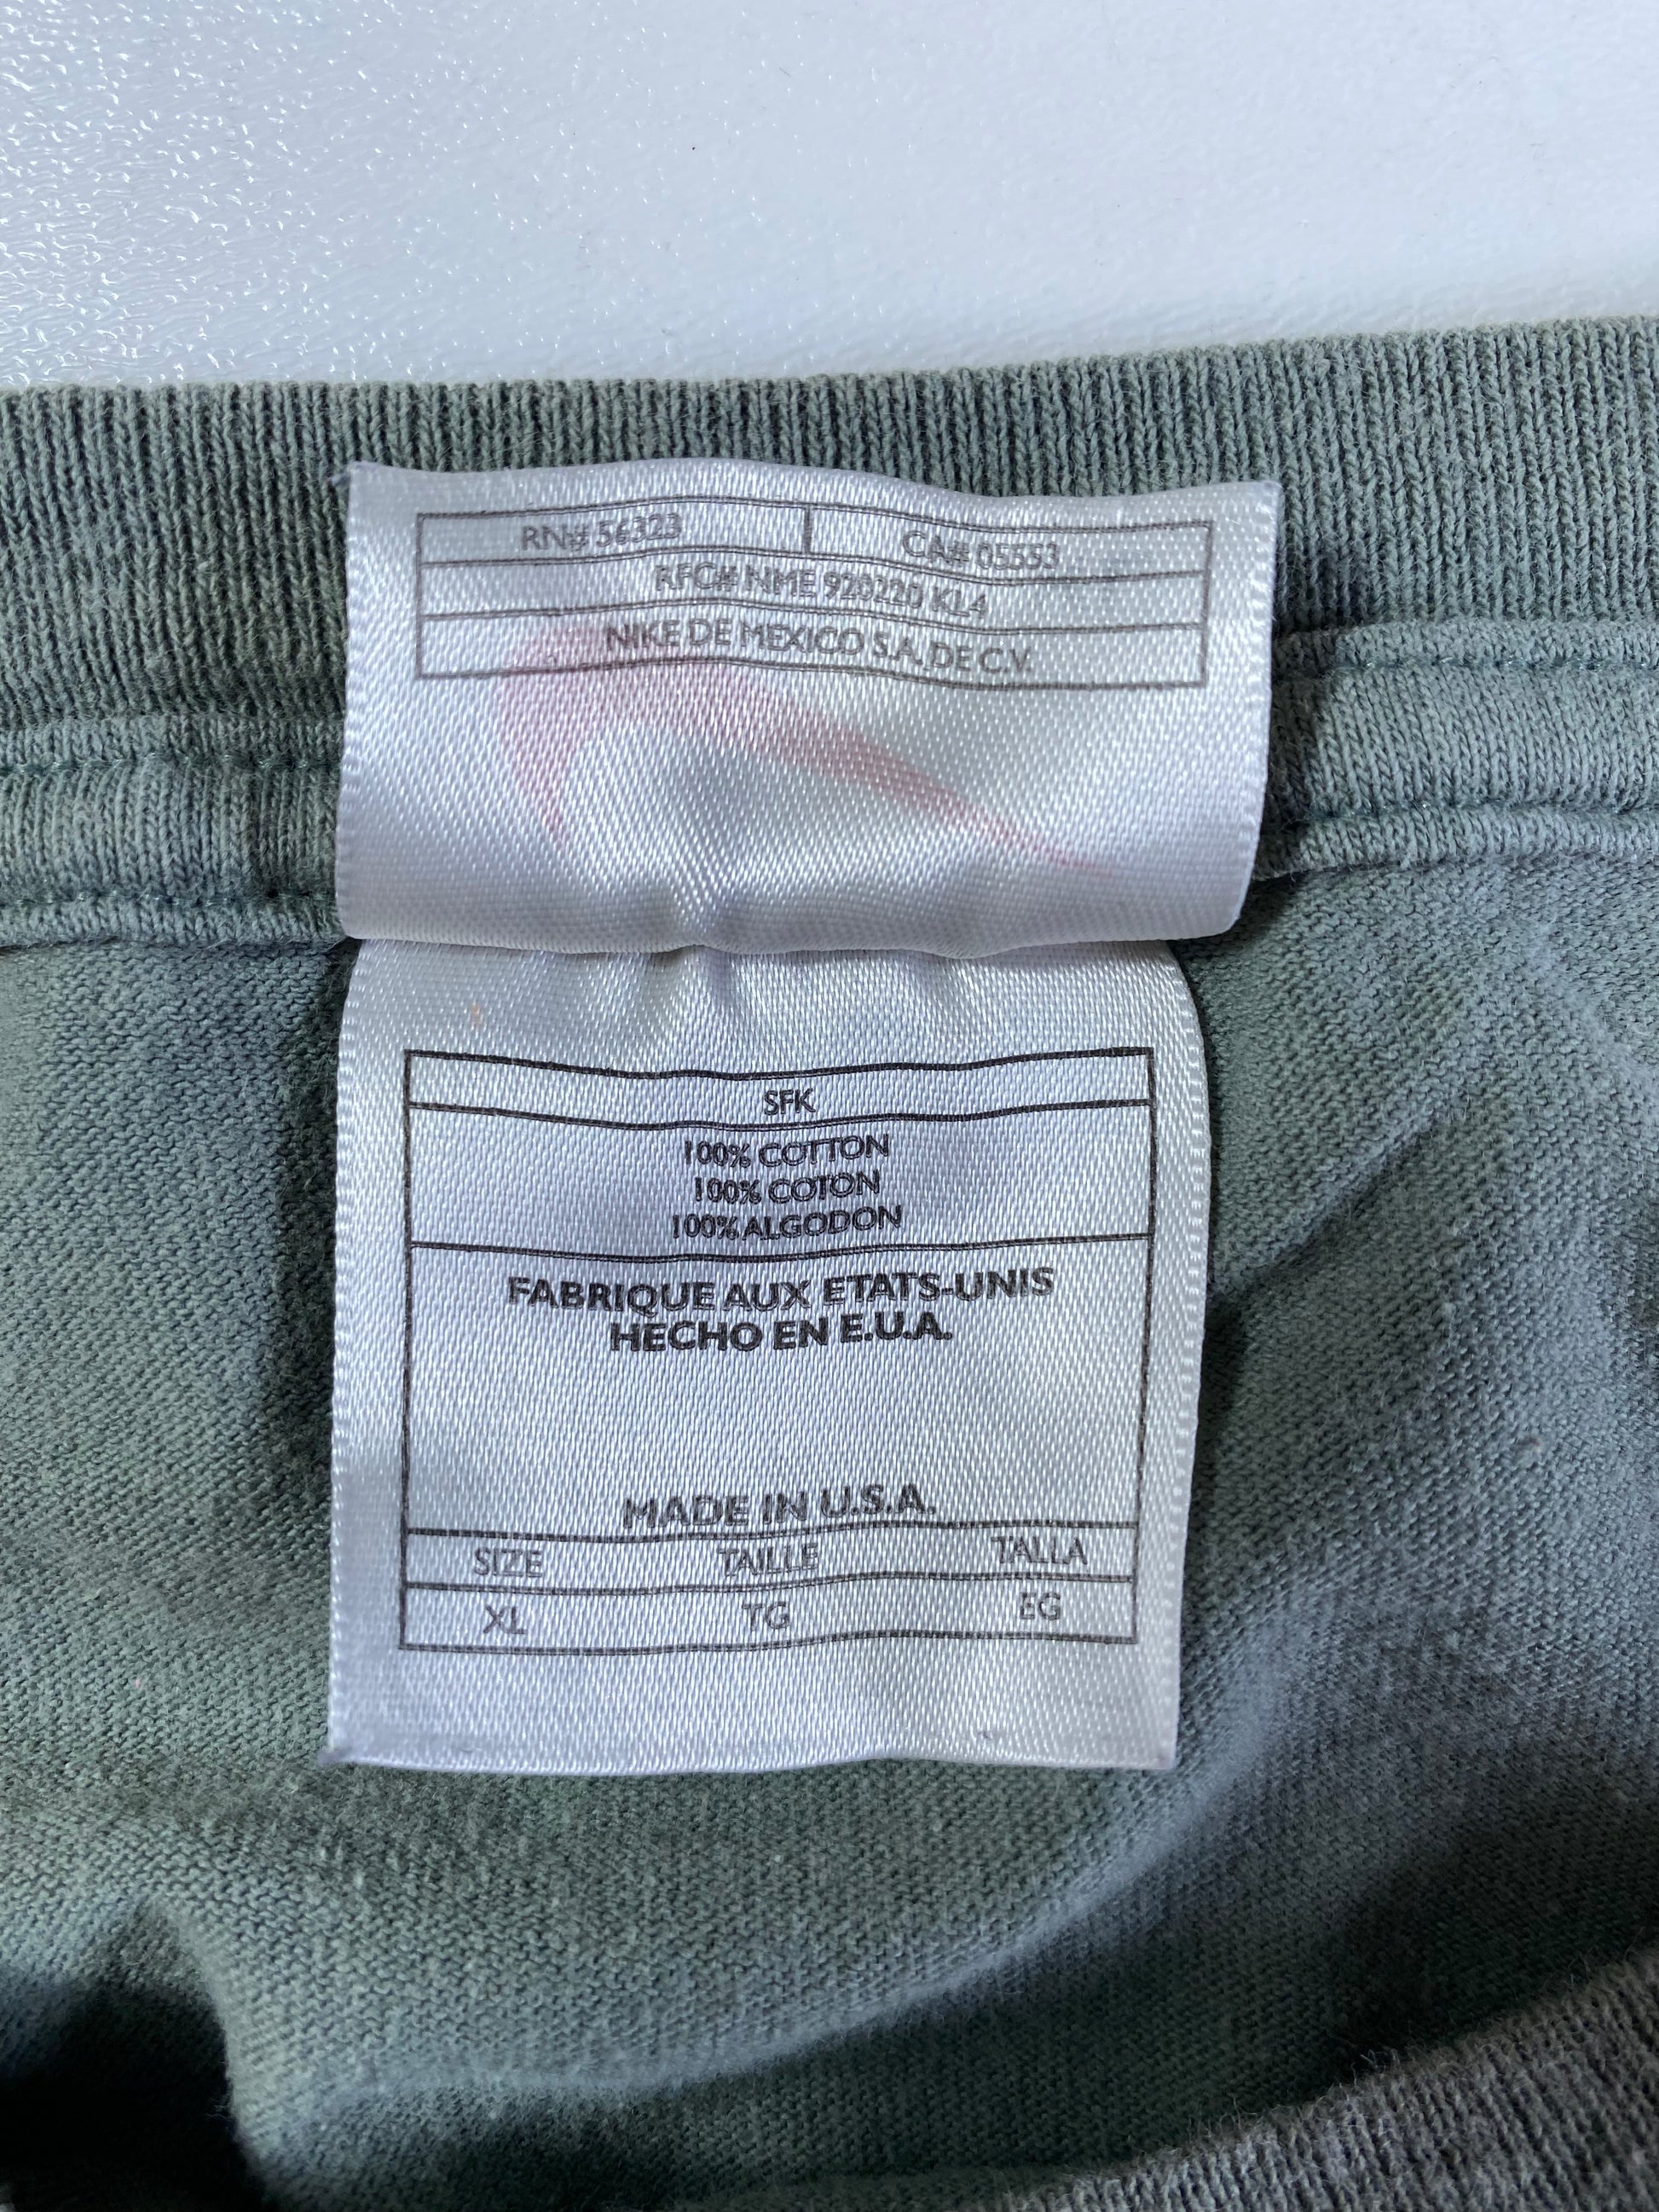 RN# 56323 CA# 05553
RFC# NME 920220 KL4
NIKE DE MEXICO S.A. DE C.V.
SFK
100% COTTON
100% COTON
100% ALGODON
FABRIQUE AUX ETATS-UNIS
HECHO EN E.U.A.
MADE IN U.S.A.
SIZE TAILLE TALLA
XL TG EG